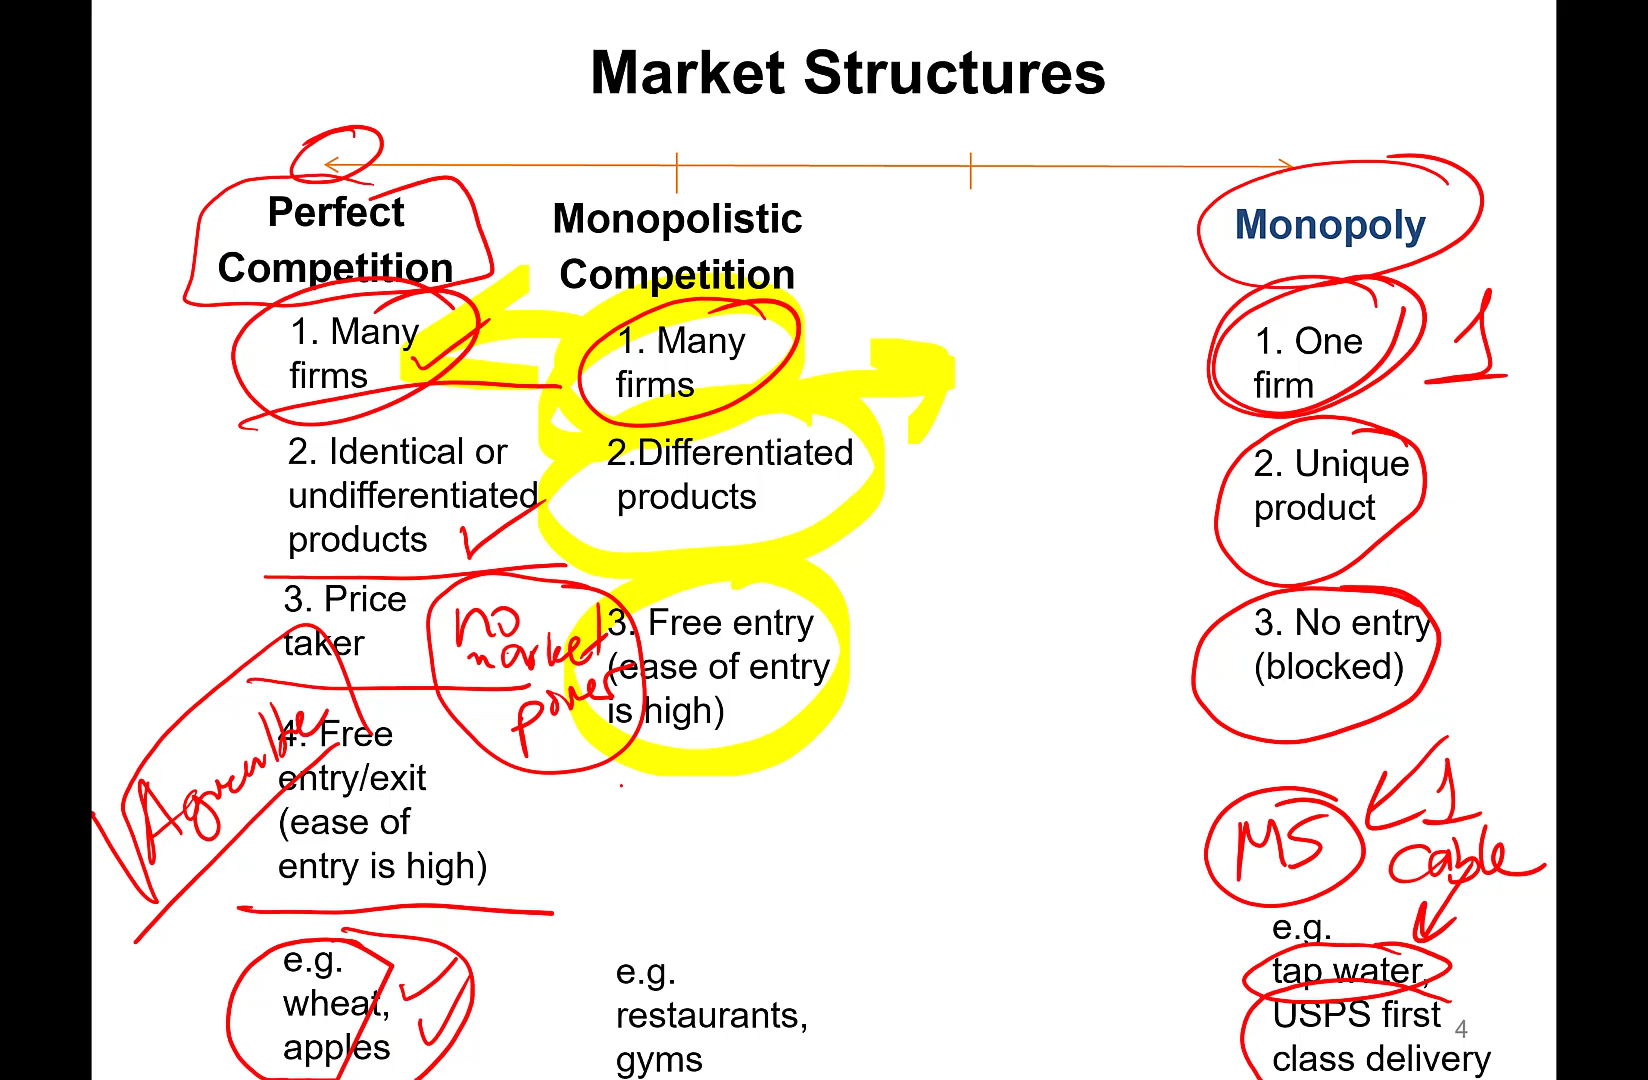 Market Structures
Perfect
Competition
1. Many
firms
2. Identical or
undifferentiated
products
3. Price
taker
no
market
power
4. Free
entry/exit
(ease of
entry is high)
e.g.
wheat,
apples
Monopolistic
Competition
1. Many
firms
2.Differentiated
products
3. Free entry
(ease of entry
is high)
e.g.
restaurants,
gyms
Monopoly
1. One
firm
1
2. Unique
product
3. No entry
(blocked)
MS
1
Cable
e.g.
tap water,
USPS first
class delivery
4